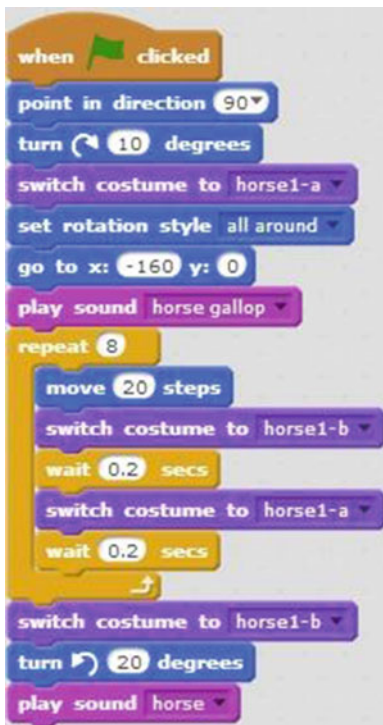 when clicked
point in direction 90
turn 10 degrees
switch costume to horse1-a
set rotation style all around
go to x: -160 y: 0
play sound horse gallop
repeat 8
move 20 steps
switch costume to horse1-b
wait 0.2 secs
switch costume to horse1-a
wait 0.2 secs
switch costume to horse1-b
turn 20 degrees
play sound horse